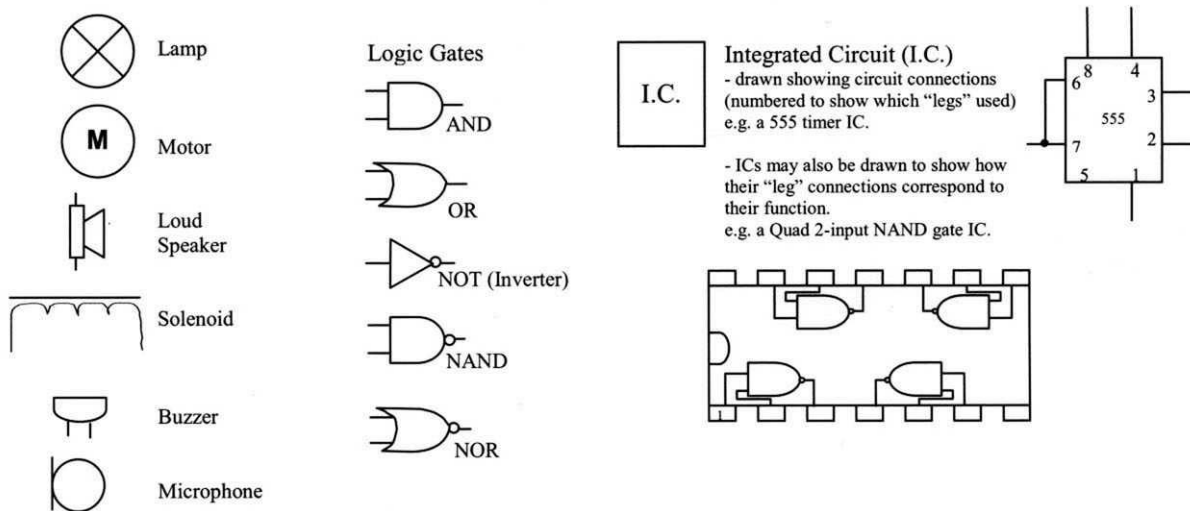 Lamp
M
Motor
Loud
Speaker
Solenoid
Buzzer
Microphone
Logic Gates
AND
OR
NOT (Inverter)
NAND
NOR
I.C.
Integrated Circuit (I.C.)
- drawn showing circuit connections
(numbered to show which “legs” used)
e.g. a 555 timer IC.
- ICs may also be drawn to show how
their “leg” connections correspond to
their function.
e.g. a Quad 2-input NAND gate IC.
8 4
6
3
555
7 2
5 1
1